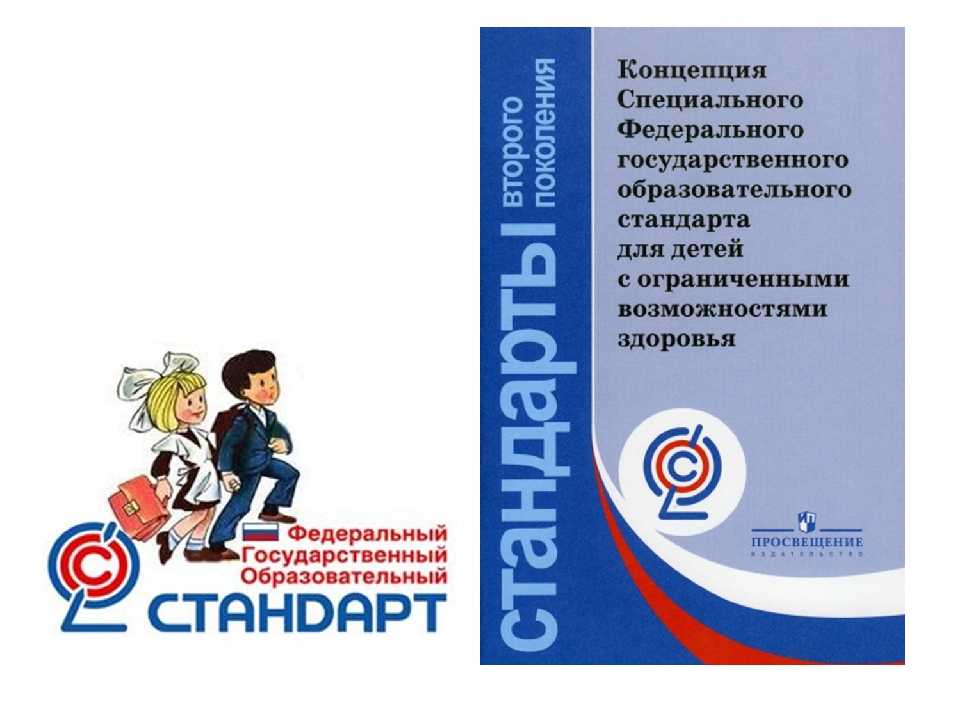 Федеральный
Государственный
Образовательный
СТАНДАРТ
стандарты
второго
поколения
Концепция
Специального
Федерального
государственного
образовательного
стандарта
для детей
с ограниченными
возможностями
здоровья
ПРОСВЕЩЕНИЕ
ИЗДАТЕЛЬСТВО